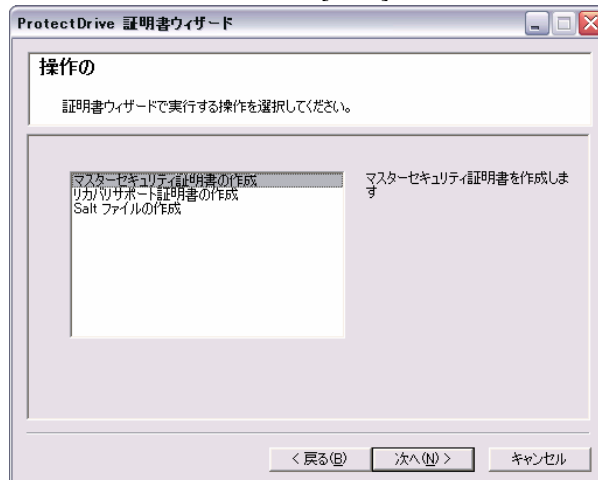 ProtectDrive 証明書ウィザード
操作の
証明書ウィザードで実行する操作を選択してください。
マスターセキュリティ証明書の作成
リカバリサポート証明書の作成
Salt ファイルの作成
マスターセキュリティ証明書を作成しま
す
< 戻る(B)
次へ(N) >
キャンセル